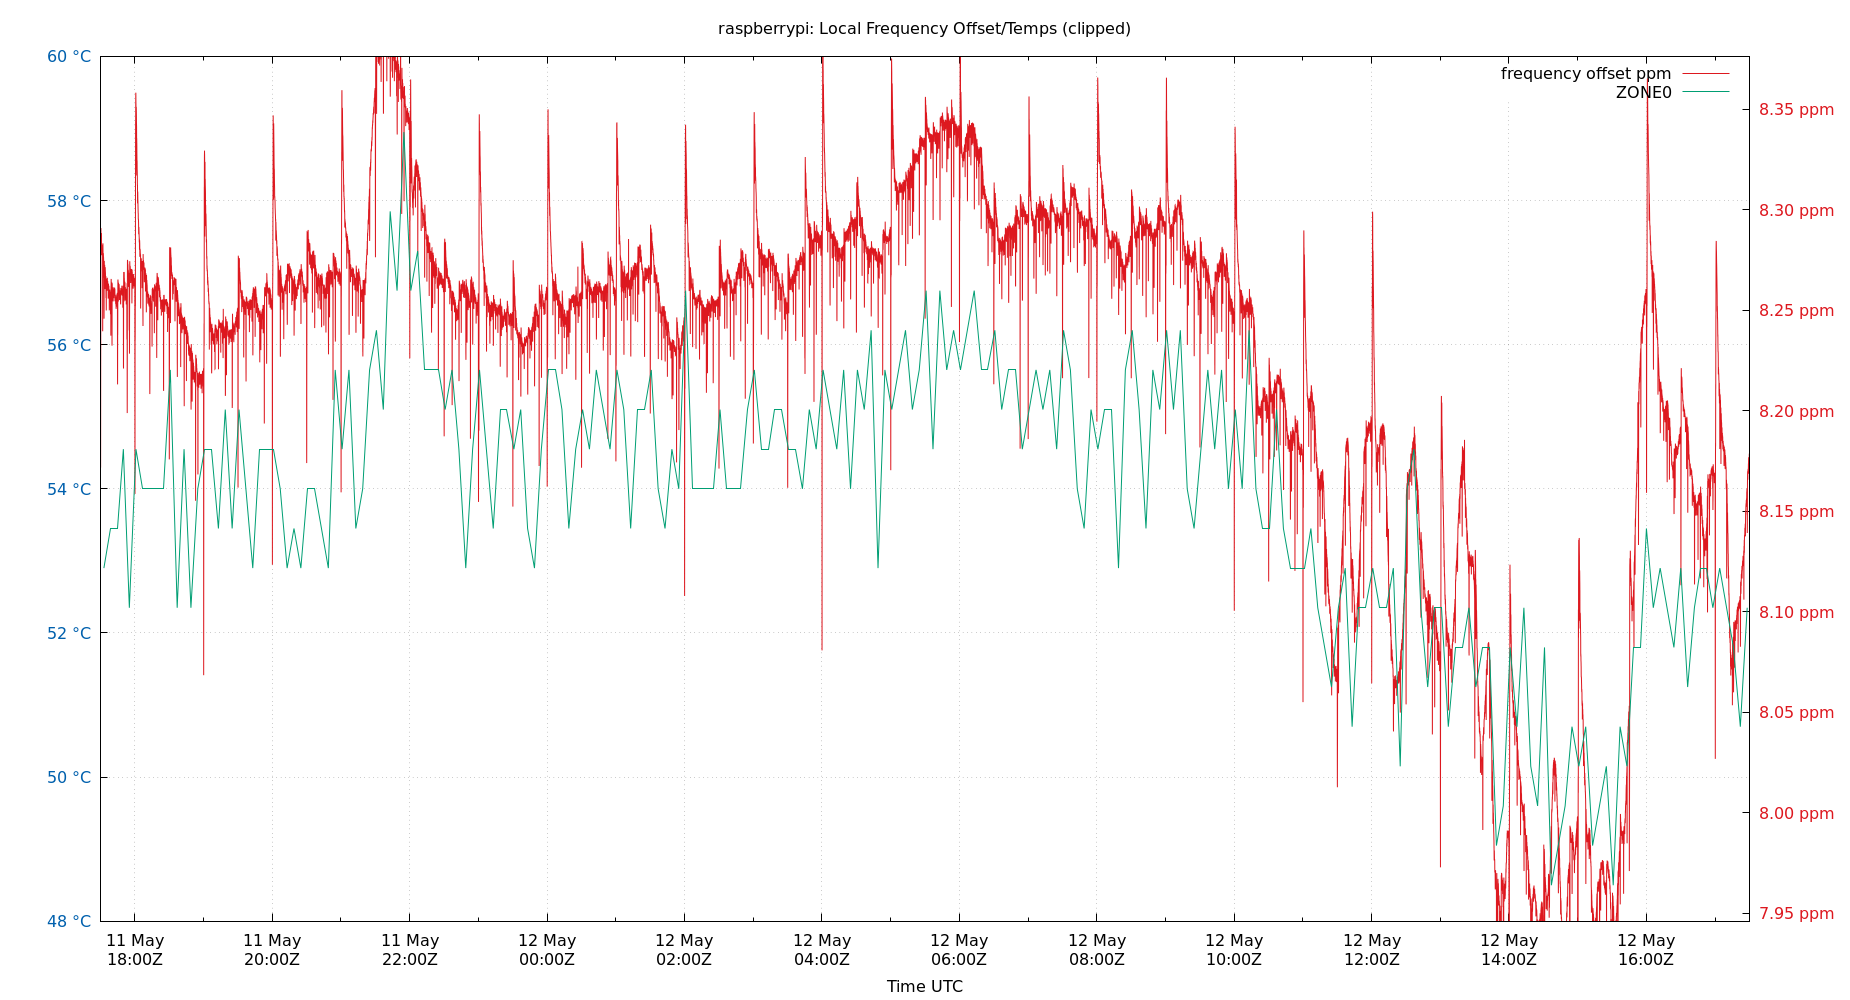 raspberrypi: Local Frequency Offset/Temps (clipped)
frequency offset ppm
ZONE0
60 °C
58 °C
56 °C
54 °C
52 °C
50 °C
48 °C
8.35 ppm
8.30 ppm
8.25 ppm
8.20 ppm
8.15 ppm
8.10 ppm
8.05 ppm
8.00 ppm
7.95 ppm
11 May 11 May 11 May 12 May 12 May 12 May 12 May 12 May 12 May 12 May 12 May 12 May
18:00Z 20:00Z 22:00Z 00:00Z 02:00Z 04:00Z 06:00Z 08:00Z 10:00Z 12:00Z 14:00Z 16:00Z
Time UTC